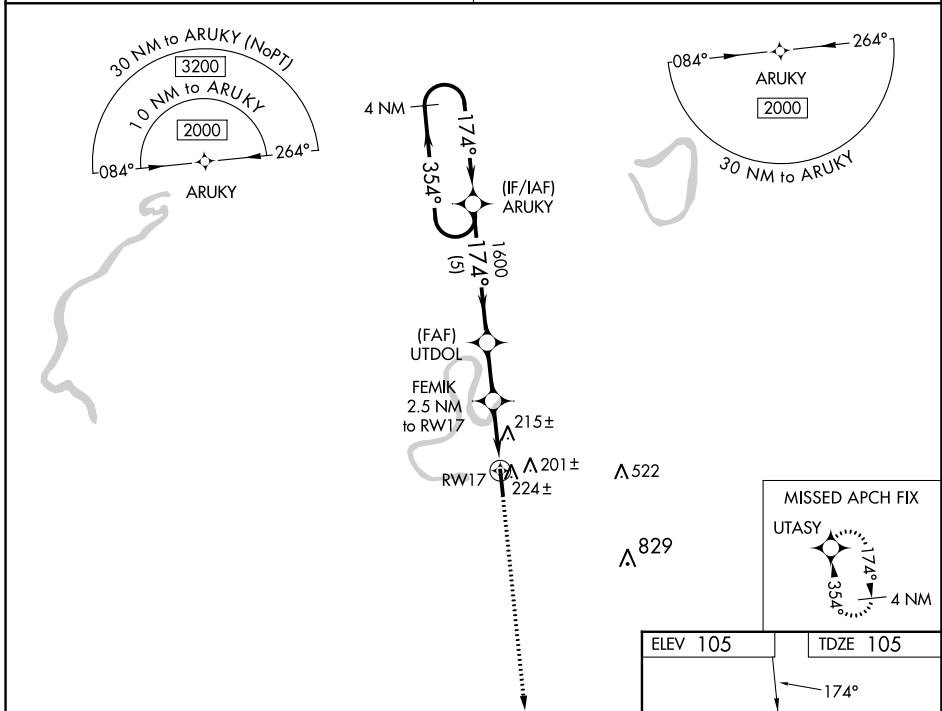 30 NM to ARUKY (NoPT)
3200
10 NM to ARUKY
2000
084°
264°
ARUKY
4 NM
174°
354°
(IF/IAF)
ARUKY
1600
174°
(5)
(FAF)
UTDOL
FEMIK
2.5 NM
to RW17
215±
201±
RW17
224±
522
829
084°
264°
ARUKY
2000
30 NM to ARUKY
MISSED APCH FIX
UTASY
174°
354°
4 NM
ELEV 105
TDZE 105
174°